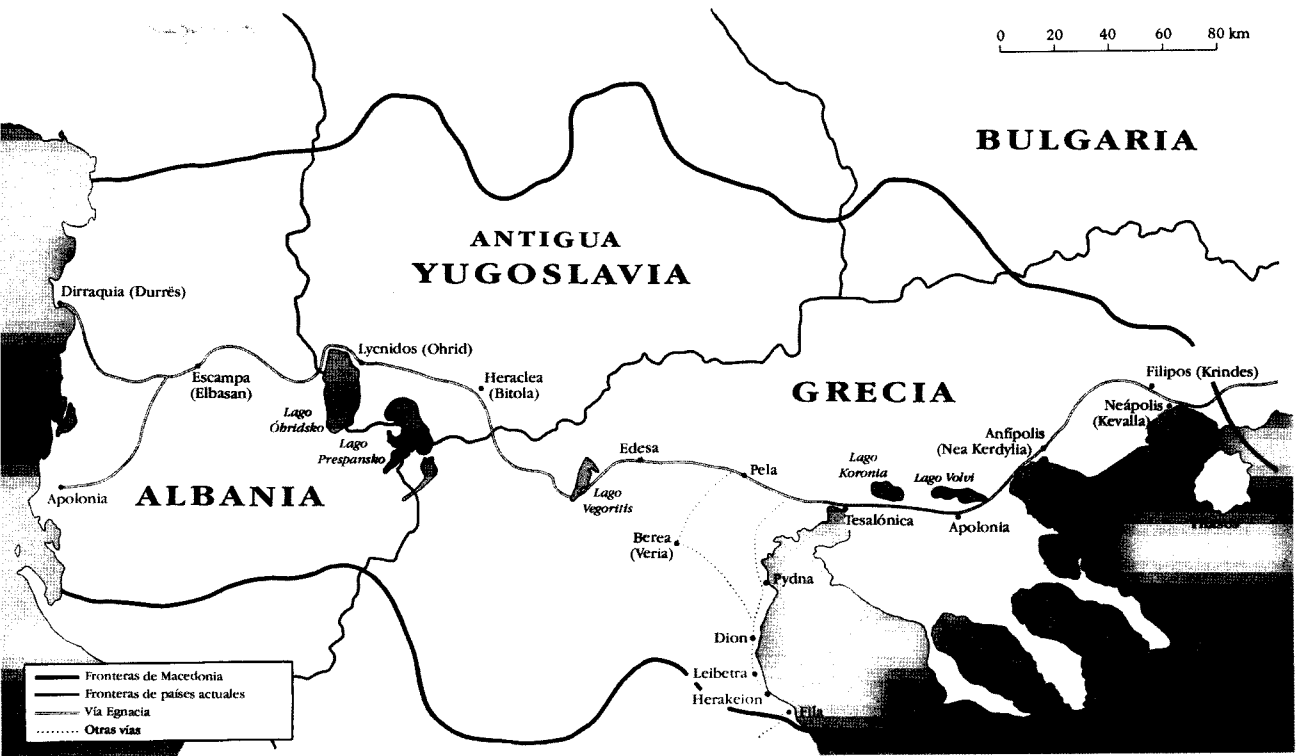 0 20 40 60 80 km
BULGARIA
ANTIGUA
YUGOSLAVIA
Dirraquia (Durrës)
Lycnidos (Ohrid)
Escampa
(Elbasan)
Heraclea
(Bitola)
Filipos (Krindes)
GRECIA
Neápolis
(Kevalla)
Lago
Óhridsko
Lago
Prespansko
Anfípolis
(Nea Kerdylia)
Edesa
Lago
Koronia
Pela
Lago Volvi
Apolonia
ALBANIA
Lago
Vegoritis
Tesalónica
Apolonia
Berea
(Veria)
Pydna
Dion
Leibetra
Herakeion
Fila
Fronteras de Macedonia
Fronteras de países actuales
Vía Egnacia
Otras vías